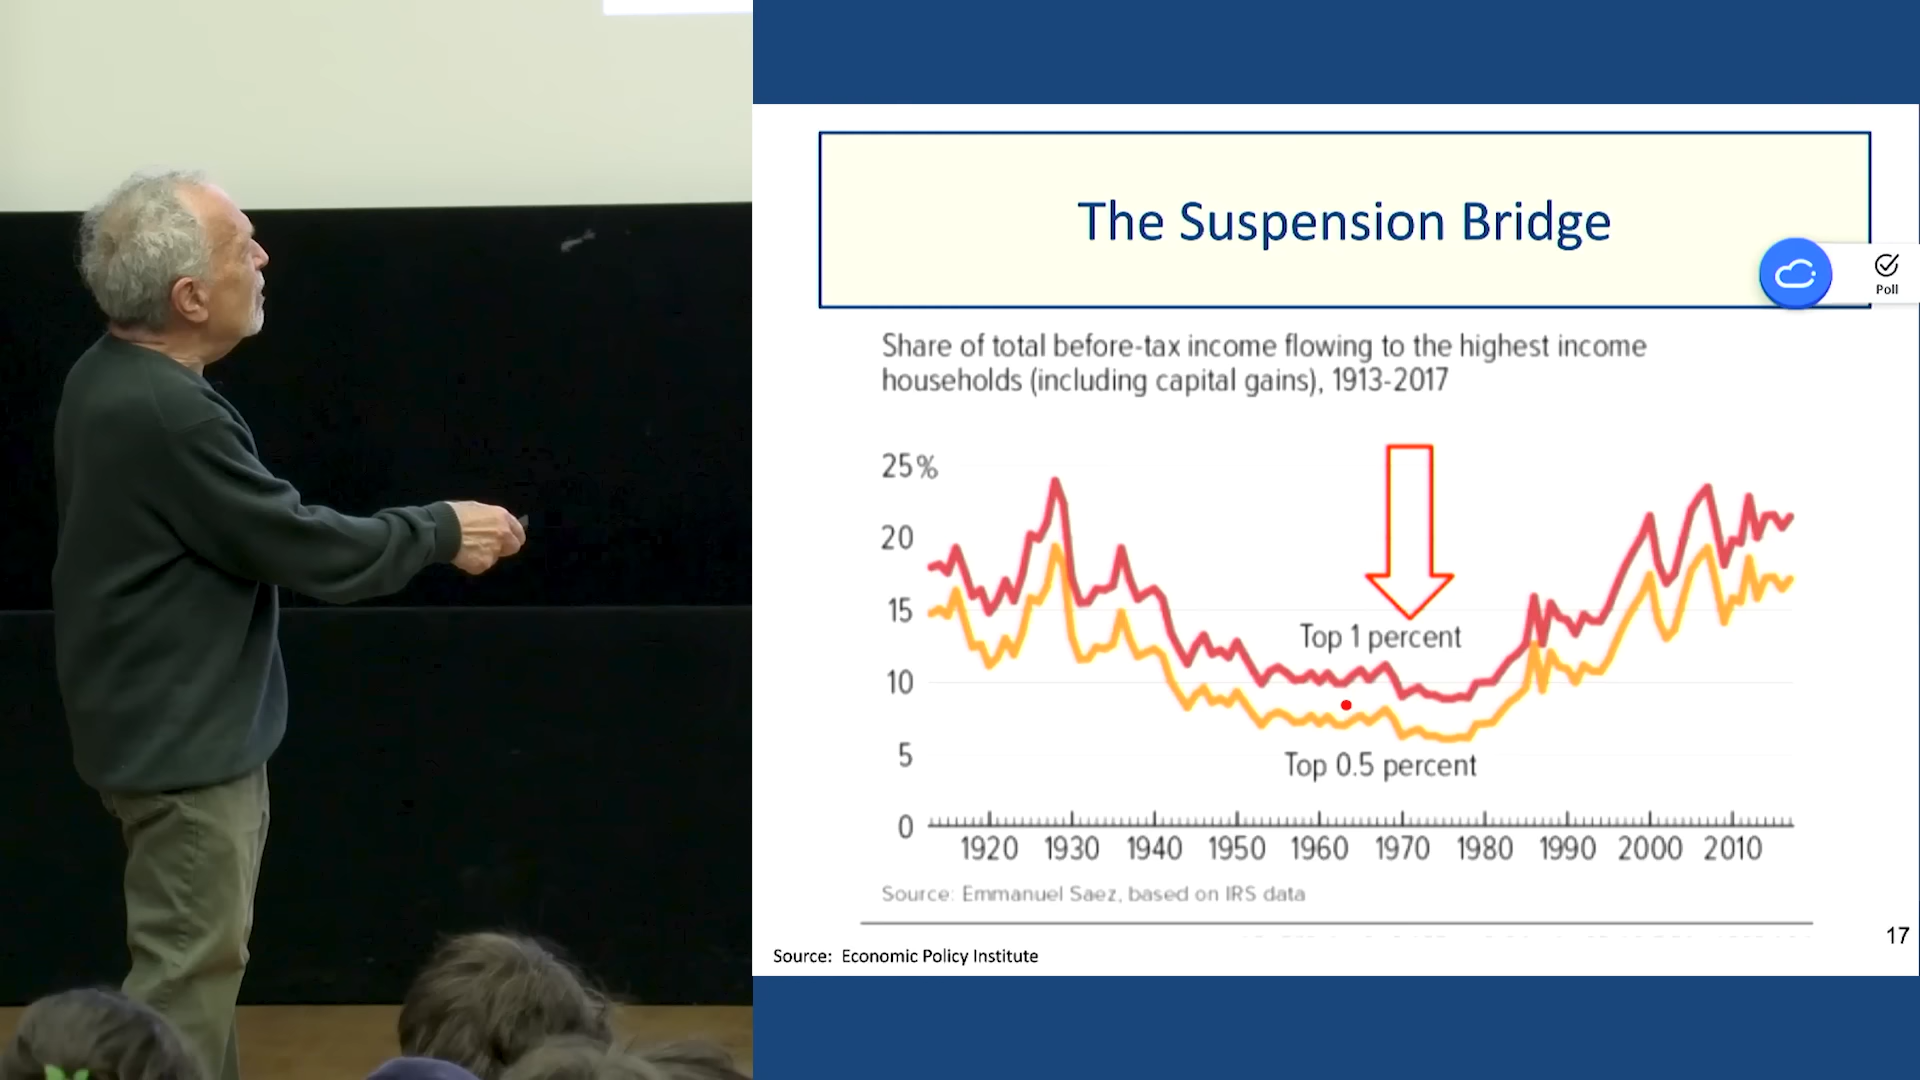 The Suspension Bridge
Poll
Share of total before-tax income flowing to the highest income
households (including capital gains), 1913-2017
25%
20
15
10
5
0
Top 1 percent
Top 0.5 percent
1920 1930 1940 1950 1960 1970 1980 1990 2000 2010
Source: Emmanuel Saez, based on IRS data
17
Source: Economic Policy Institute